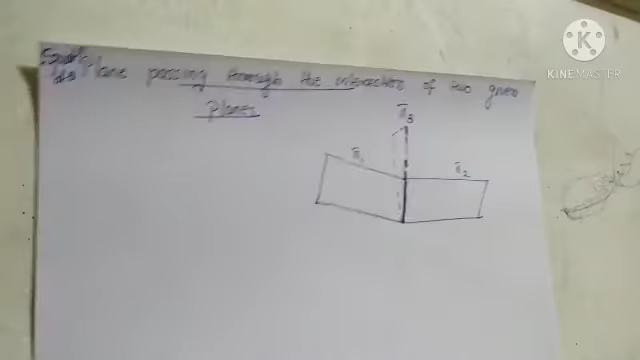 Plane passing through the intersection of two given
Planes
π₃
π₁
π₂
KINEMASTER